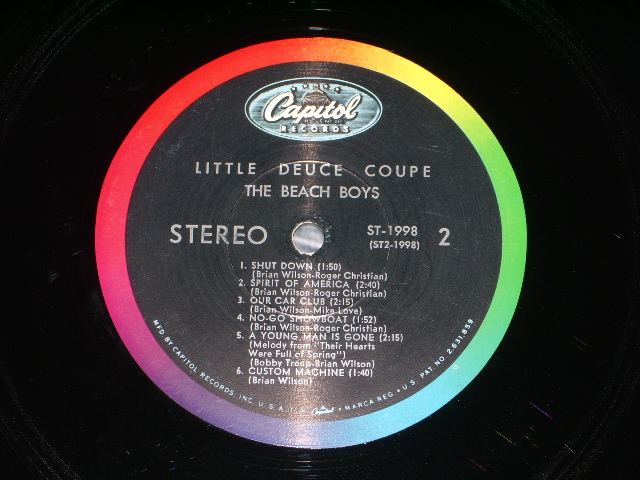 Capitol
RECORDS
LITTLE DEUCE COUPE
THE BEACH BOYS
STEREO
ST-1998
(ST2-1998)
2
1. SHUT DOWN (1:50)
(Brian Wilson-Roger Christian)
2. SPIRIT OF AMERICA (2:40)
(Brian Wilson-Roger Christian)
3. OUR CAR CLUB (2:15)
(Brian Wilson-Mike Love)
4. NO-GO SHOWBOAT (1:52)
(Brian Wilson-Roger Christian)
5. A YOUNG MAN IS GONE (2:15)
(Melody from "Their Hearts
Were Full of Spring")
(Bobby Troup-Brian Wilson)
6. CUSTOM MACHINE (1:40)
(Brian Wilson)
MFD. BY CAPITOL RECORDS, INC. U.S.A. Capitol • MARCA REG. • U.S. PAT. NO. 2,631,859